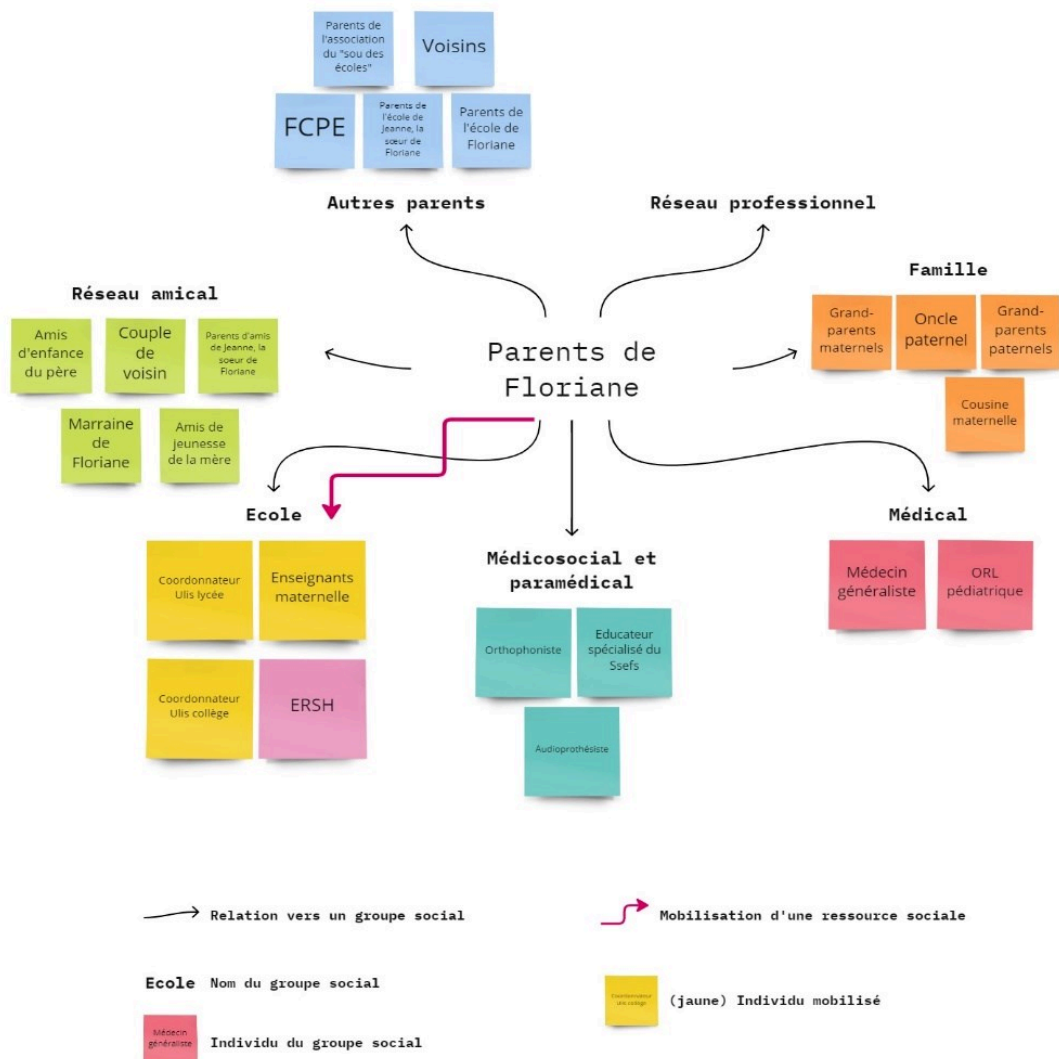 Parents de
l'association
du "sou des
écoles"
Voisins
FCPE
Parents de
l'école de
Jeanne, la
sœur de
Floriane
Parents de
l'école de
Floriane
Autres parents
Réseau professionnel
Famille
Grand-
parents
maternels
Oncle
paternel
Grand-
parents
paternels
Cousine
maternelle
Réseau amical
Amis
d'enfance
du père
Couple
de
voisin
Parents d'amis
de Jeanne, la
soeur de
Floriane
Marraine
de
Floriane
Amis de
jeunesse
de la mère
Parents de
Floriane
Ecole
Coordonnateur
Ulis lycée
Enseignants
maternelle
Coordonnateur
Ulis collège
ERSH
Médicosocial et
paramédical
Orthophoniste
Educateur
spécialisé du
Ssefs
Audioprothésiste
Médical
Médecin
généraliste
ORL
pédiatrique
Relation vers un groupe social
Mobilisation d'une ressource sociale
Ecole Nom du groupe social
Coordonnateur
Ulis collège
(jaune) Individu mobilisé
Médecin
généraliste
Individu du groupe social